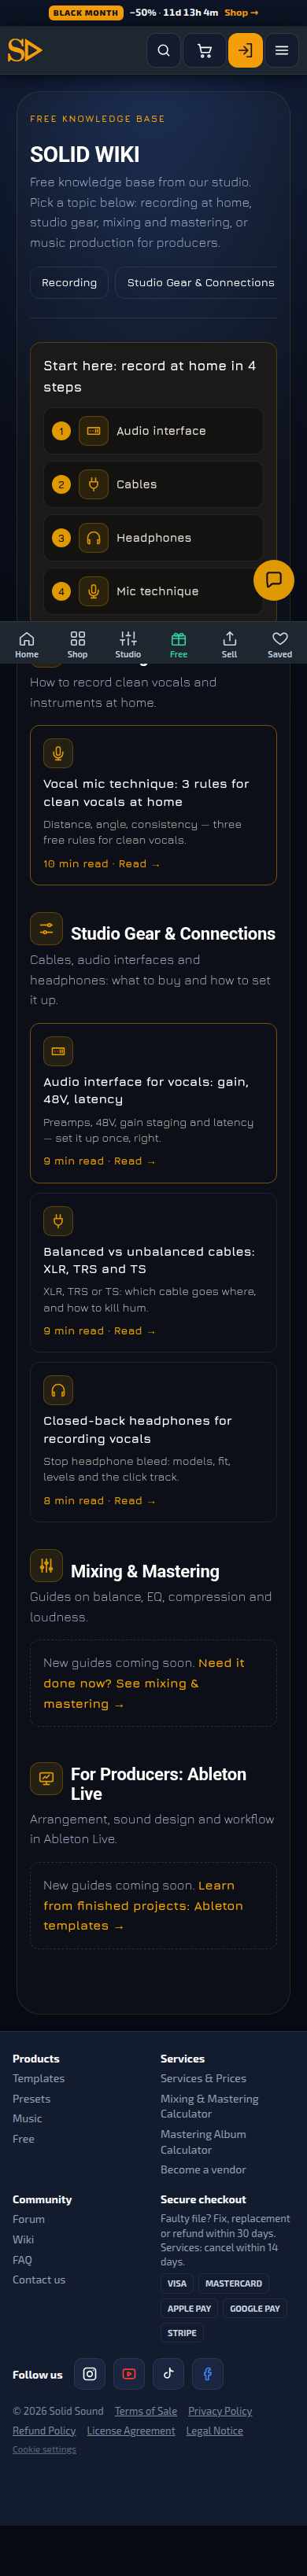 BLACK MONTH −50% · 11d 13h 4m Shop →
SD
FREE KNOWLEDGE BASE
SOLID WIKI
Free knowledge base from our studio.
Pick a topic below: recording at home,
studio gear, mixing and mastering, or
music production for producers.
Recording
Studio Gear & Connections
Start here: record at home in 4
steps
1 Audio interface
2 Cables
3 Headphones
4 Mic technique
Home
Shop
Studio
Free
Sell
Saved
How to record clean vocals and
instruments at home.
Vocal mic technique: 3 rules for
clean vocals at home
Distance, angle, consistency — three
free rules for clean vocals.
10 min read · Read →
Studio Gear & Connections
Cables, audio interfaces and
headphones: what to buy and how to set
it up.
Audio interface for vocals: gain,
48V, latency
Preamps, 48V, gain staging and latency
— set it up once, right.
9 min read · Read →
Balanced vs unbalanced cables:
XLR, TRS and TS
XLR, TRS or TS: which cable goes where,
and how to kill hum.
9 min read · Read →
Closed-back headphones for
recording vocals
Stop headphone bleed: models, fit,
levels and the click track.
8 min read · Read →
Mixing & Mastering
Guides on balance, EQ, compression and
loudness.
New guides coming soon. Need it
done now? See mixing &
mastering →
For Producers: Ableton
Live
Arrangement, sound design and workflow
in Ableton Live.
New guides coming soon. Learn
from finished projects: Ableton
templates →
Products
Templates
Presets
Music
Free
Services
Services & Prices
Mixing & Mastering
Calculator
Mastering Album
Calculator
Become a vendor
Community
Forum
Wiki
FAQ
Contact us
Secure checkout
Faulty file? Fix, replacement
or refund within 30 days.
Services: cancel within 14
days.
VISA
MASTERCARD
APPLE PAY
GOOGLE PAY
STRIPE
Follow us
© 2026 Solid Sound Terms of Sale Privacy Policy
Refund Policy License Agreement Legal Notice
Cookie settings